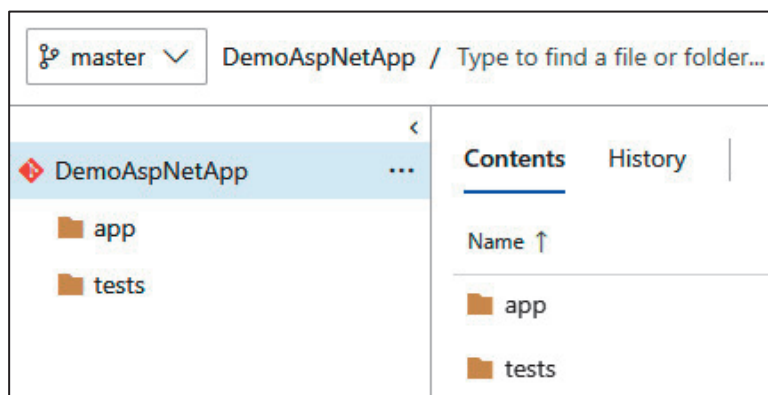 master DemoAspNetApp / Type to find a file or folder...
DemoAspNetApp ...
app
tests
Contents History
Name ↑
app
tests